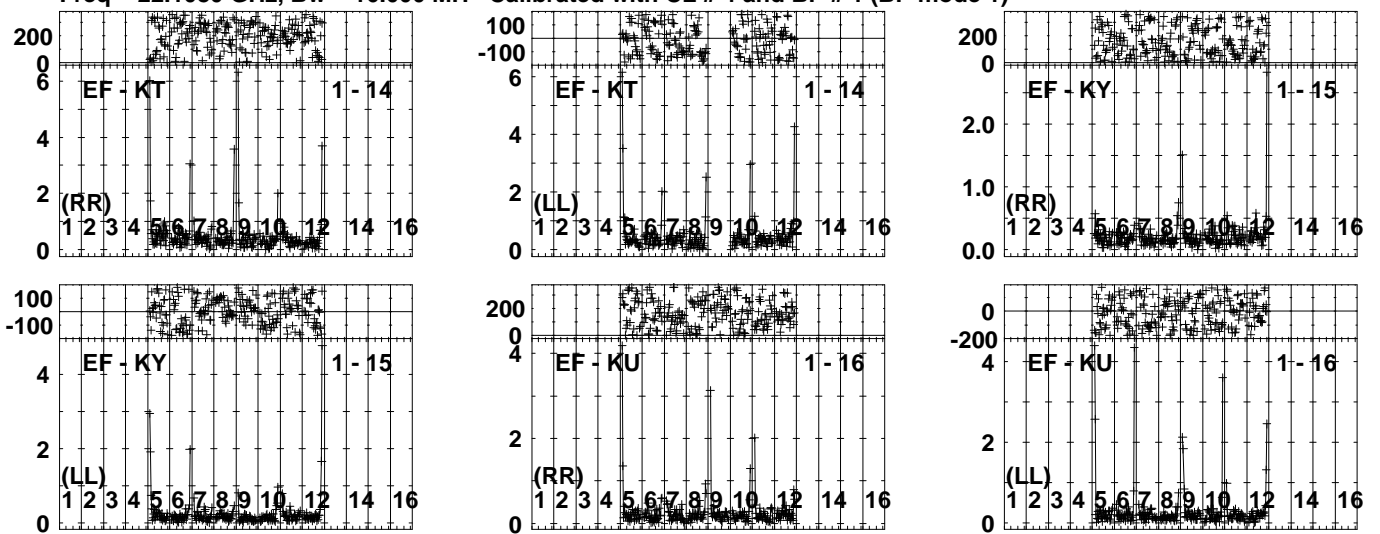 Freq = GHz, Bw = MH Calibrated with CL # and BP # (BP mode 1)
200
0
6
4
2
0
EF - KT 1 - 14
(RR)
1 2 3 4 5 6 7 8 9 10 12 14 16
100
-100
6
4
2
0
EF - KT 1 - 14
(LL)
1 2 3 4 5 6 7 8 9 10 12 14 16
200
0
2.0
1.0
0.0
EF - KY 1 - 15
(RR)
1 2 3 4 5 6 7 8 9 10 12 14 16
100
-100
4
2
0
EF - KY 1 - 15
(LL)
1 2 3 4 5 6 7 8 9 10 12 14 16
200
0
4
2
0
EF - KU 1 - 16
(RR)
1 2 3 4 5 6 7 8 9 10 12 14 16
0
-200
4
2
0
EF - KU 1 - 16
(LL)
1 2 3 4 5 6 7 8 9 10 12 14 16